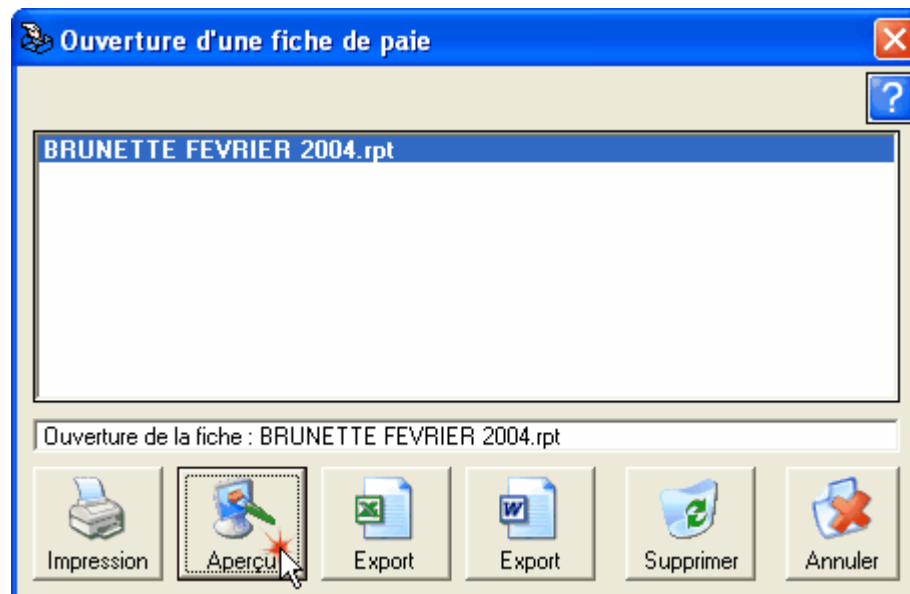 Ouverture d'une fiche de paie
?
BRUNETTE FEVRIER 2004.rpt
Ouverture de la fiche : BRUNETTE FEVRIER 2004.rpt
Impression Aperçu Export Export Supprimer Annuler